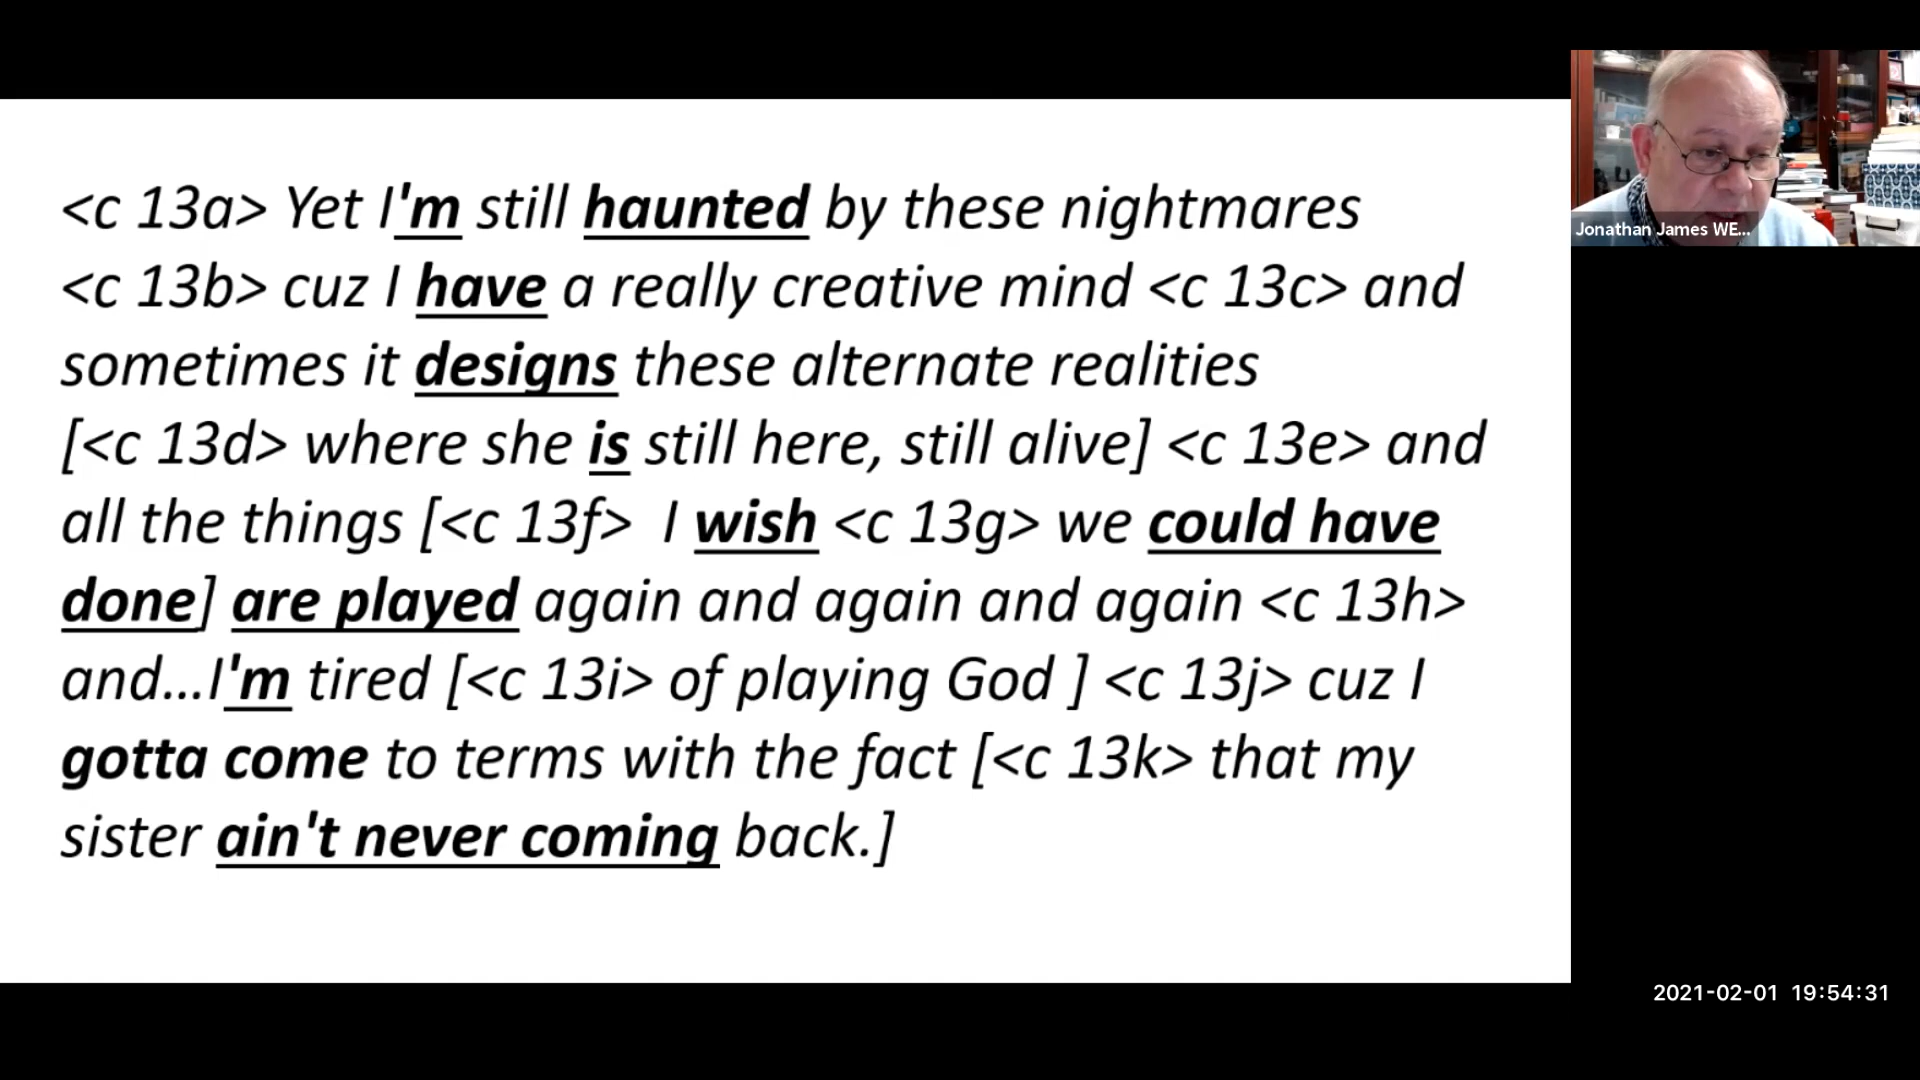 <c 13a> Yet I'm still haunted by these nightmares
<c 13b> cuz I have a really creative mind <c 13c> and
sometimes it designs these alternate realities
[<c 13d> where she is still here, still alive] <c 13e> and
all the things [<c 13f> I wish <c 13g> we could have
done] are played again and again and again <c 13h>
and...I'm tired [<c 13i> of playing God ] <c 13j> cuz I
gotta come to terms with the fact [<c 13k> that my
sister ain't never coming back.]
Jonathan James WE...
2021-02-01 19:54:31